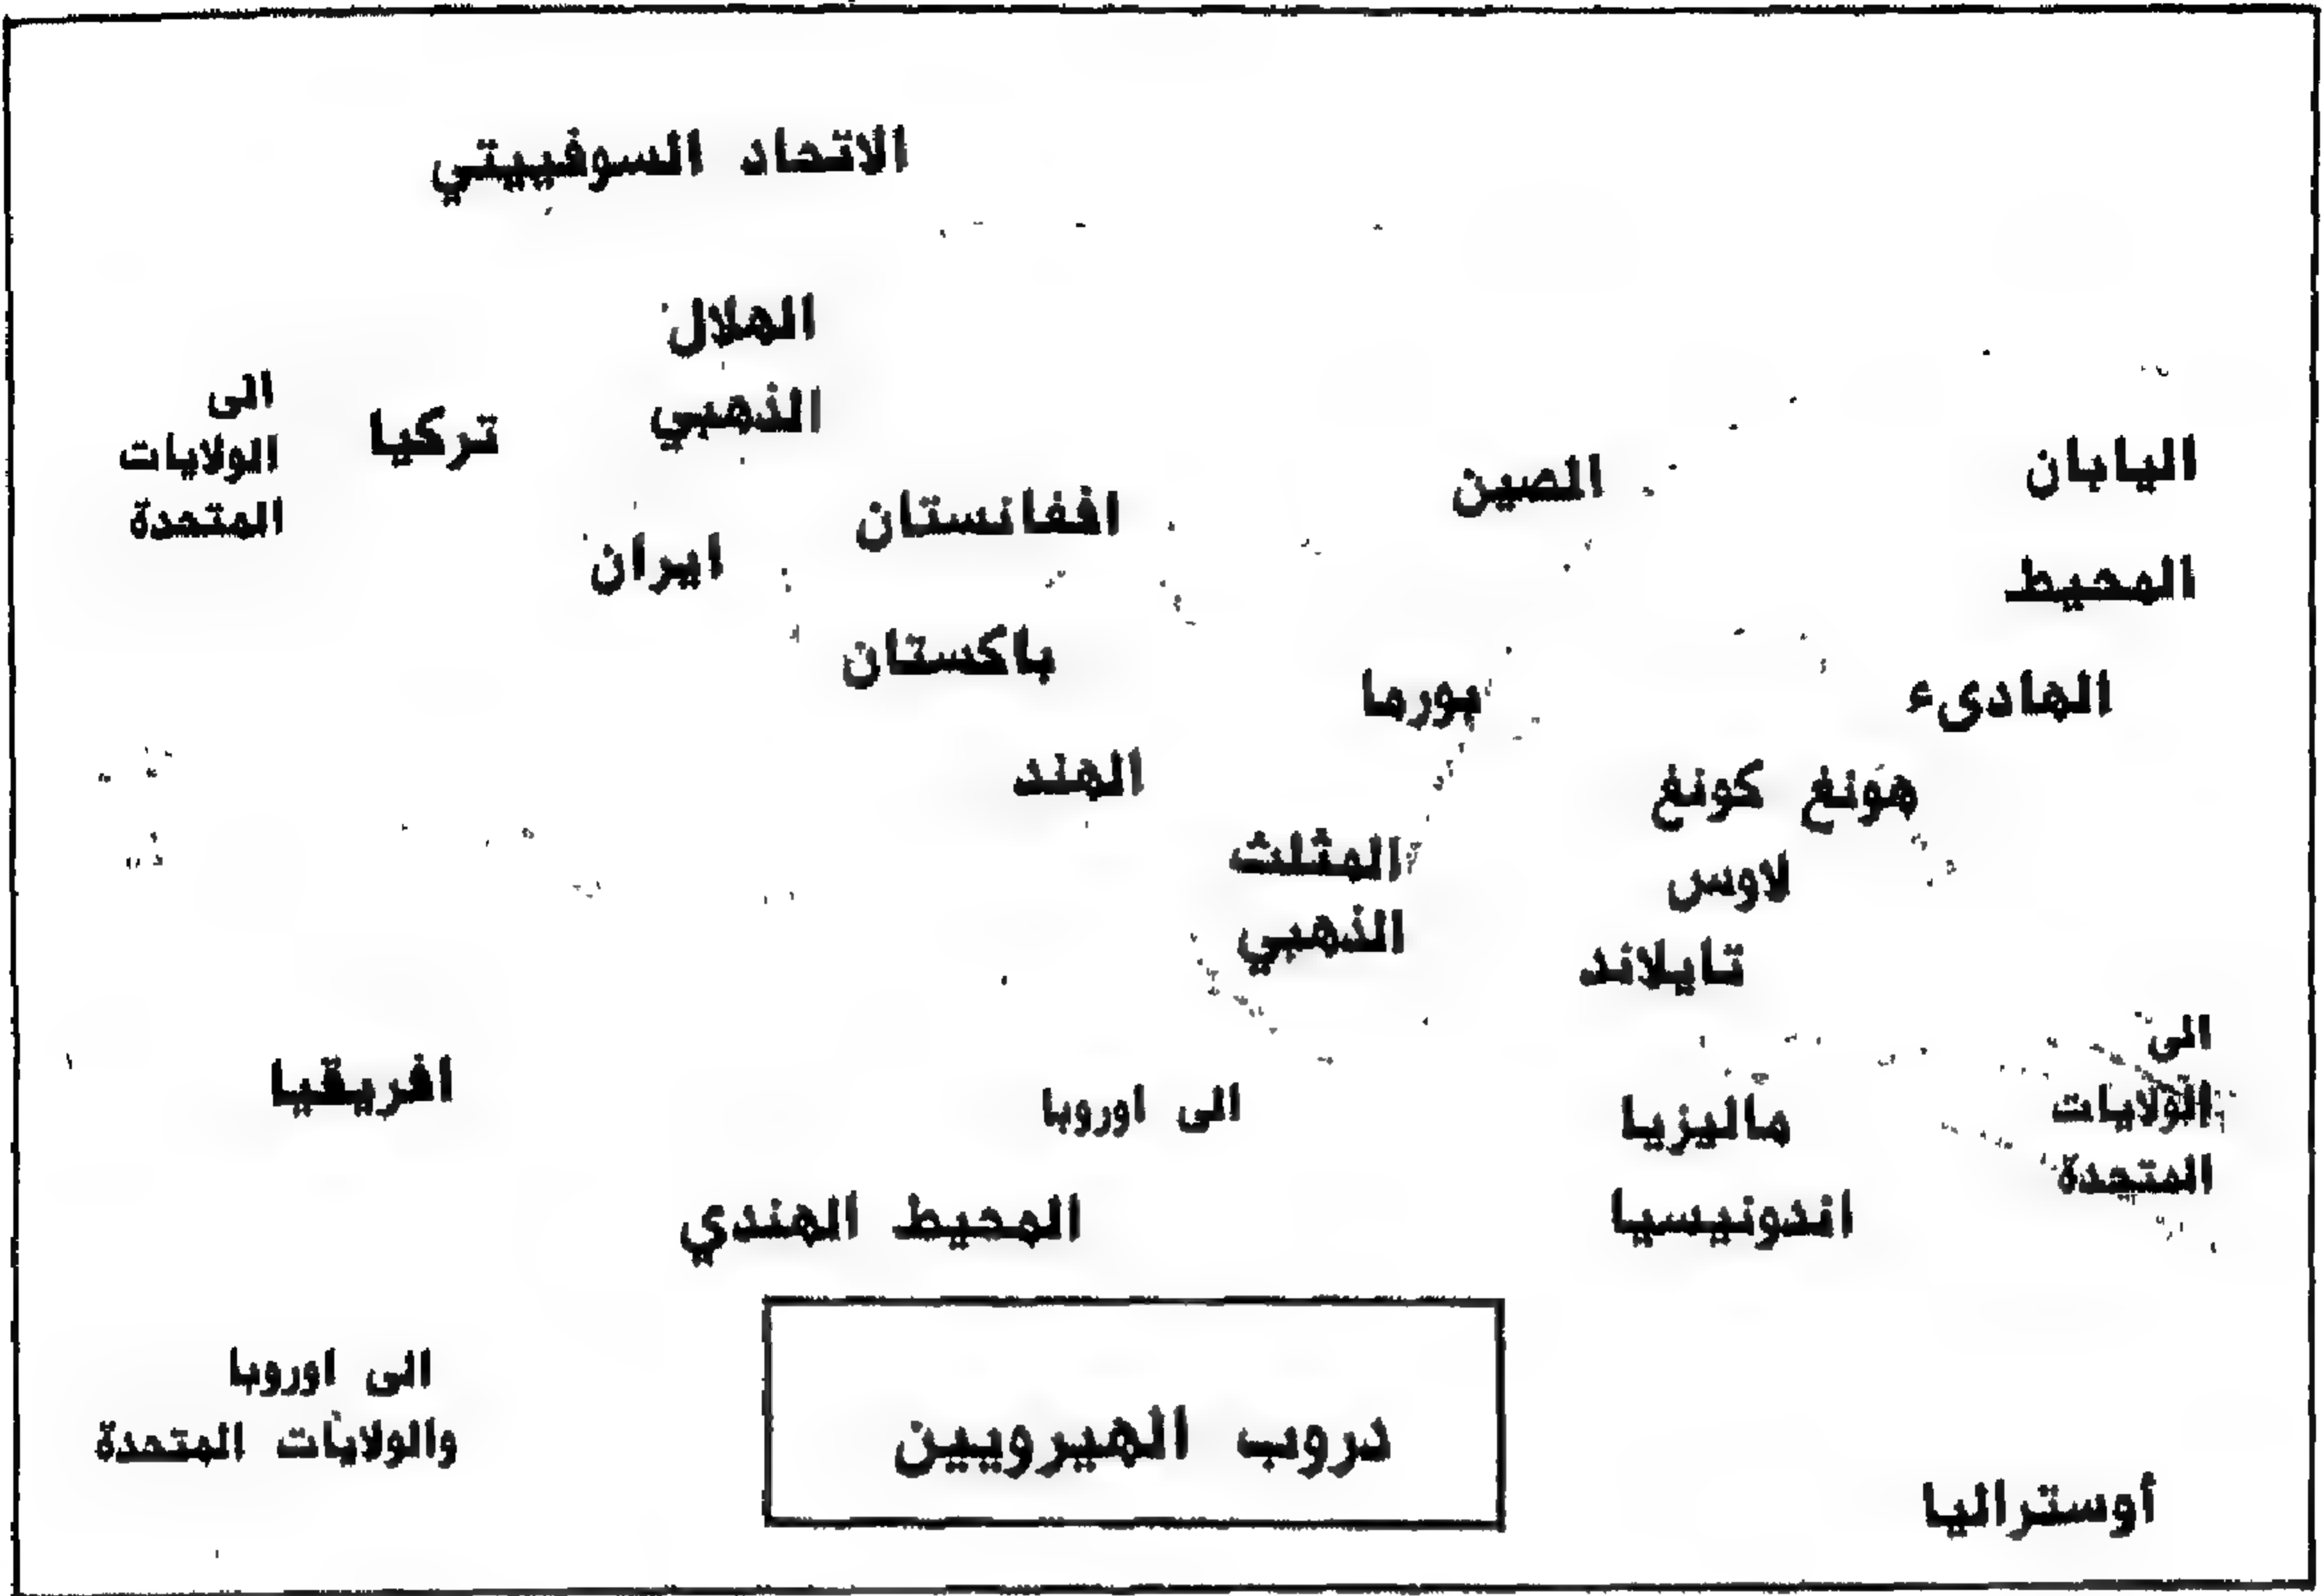 الاتحاد السوفييتي
الهلال
الذهبي
الى
الولايات
المتحدة
تركيا
اليابان
الصين
افغانستان
ايران
المحيط
الهادىء
باكستان
بورما
الهند
هونغ كونغ
المثلث
الذهبي
لاوس
تايلاند
الى
الولايات
المتحدة
افريقيا
الى اوروبا
ماليزيا
اندونيسيا
المحيط الهندي
الى اوروبا
والولايات المتحدة
دروب الهيرويين
أوستراليا